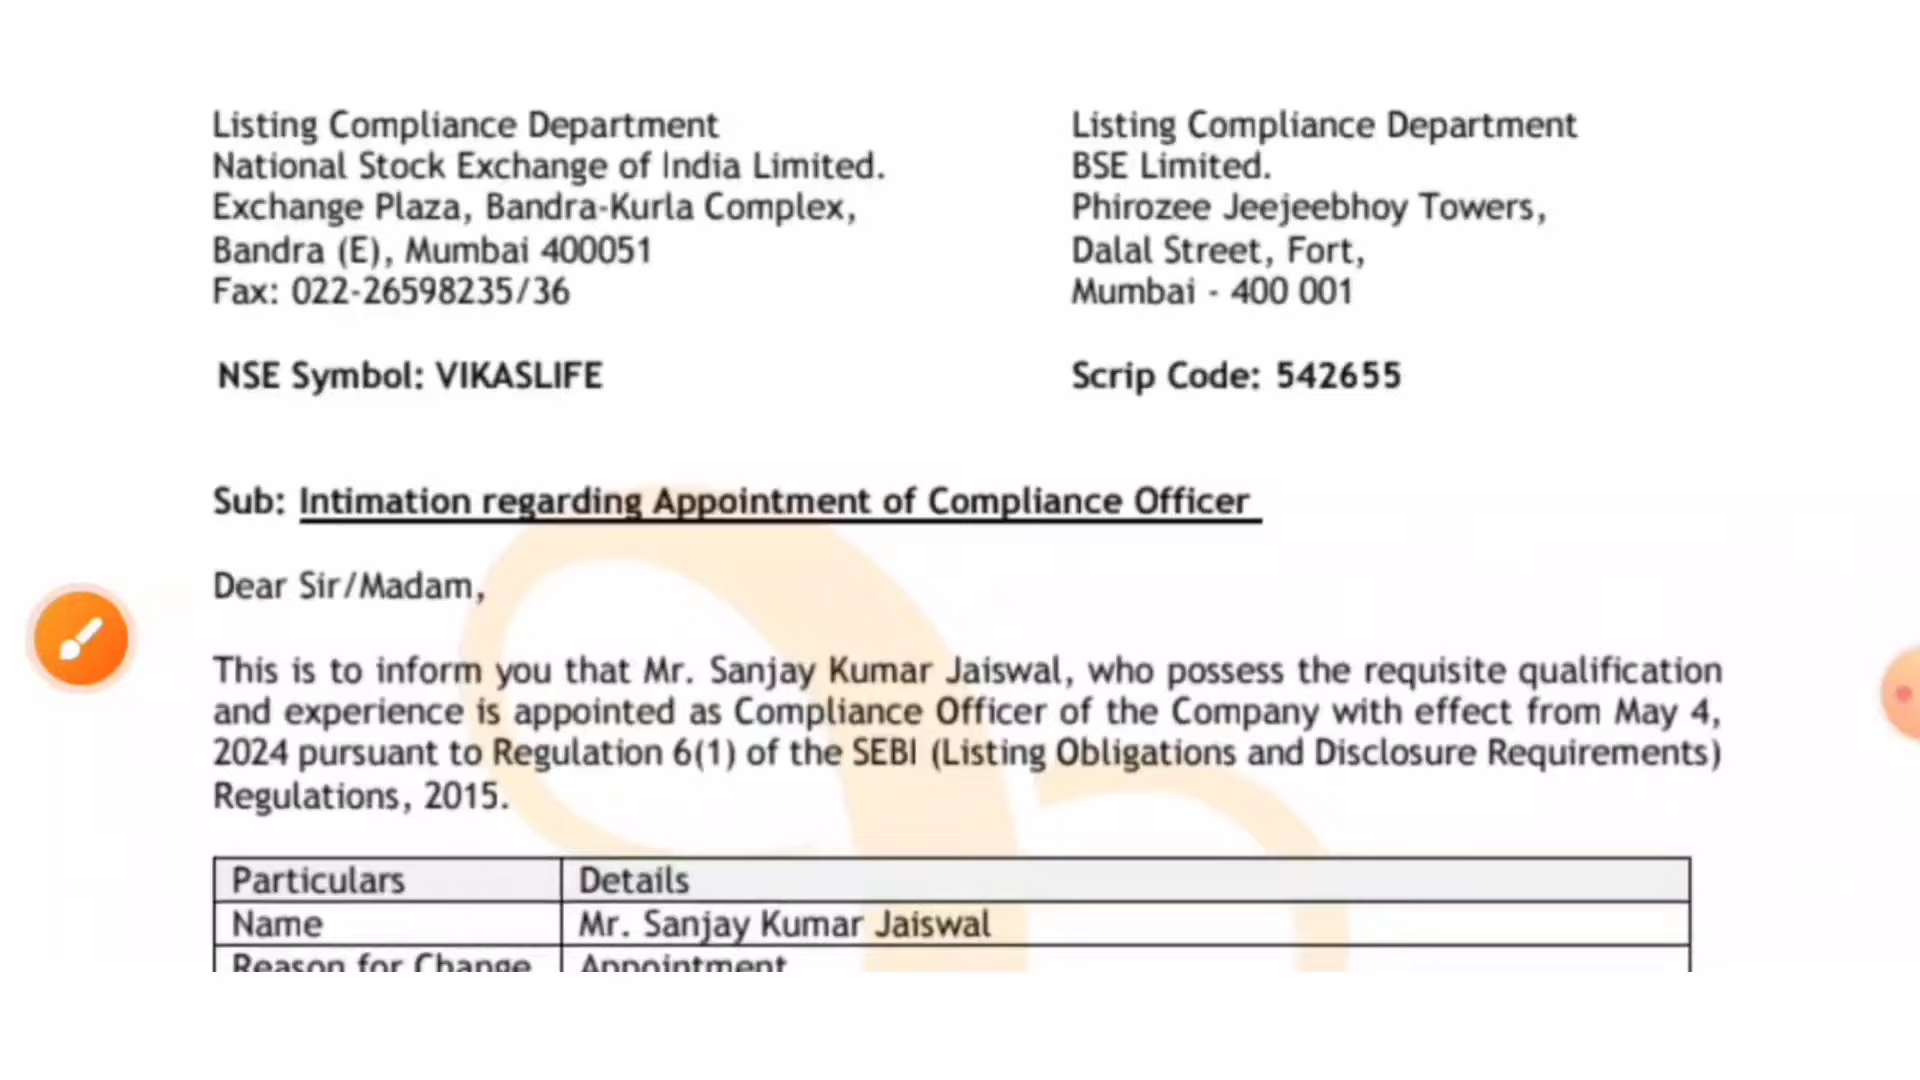 Listing Compliance Department
National Stock Exchange of India Limited.
Exchange Plaza, Bandra-Kurla Complex,
Bandra (E), Mumbai 400051
Fax: 022-26598235/36
NSE Symbol: VIKASLIFE
Listing Compliance Department
BSE Limited.
Phirozee Jeejeebhoy Towers,
Dalal Street, Fort,
Mumbai - 400 001
Scrip Code: 542655
Sub: Intimation regarding Appointment of Compliance Officer
Dear Sir/Madam,
This is to inform you that Mr. Sanjay Kumar Jaiswal, who possess the requisite qualification
and experience is appointed as Compliance Officer of the Company with effect from May 4,
2024 pursuant to Regulation 6(1) of the SEBI (Listing Obligations and Disclosure Requirements)
Regulations, 2015.
Particulars Details
Name Mr. Sanjay Kumar Jaiswal
Reason for Change Appointment